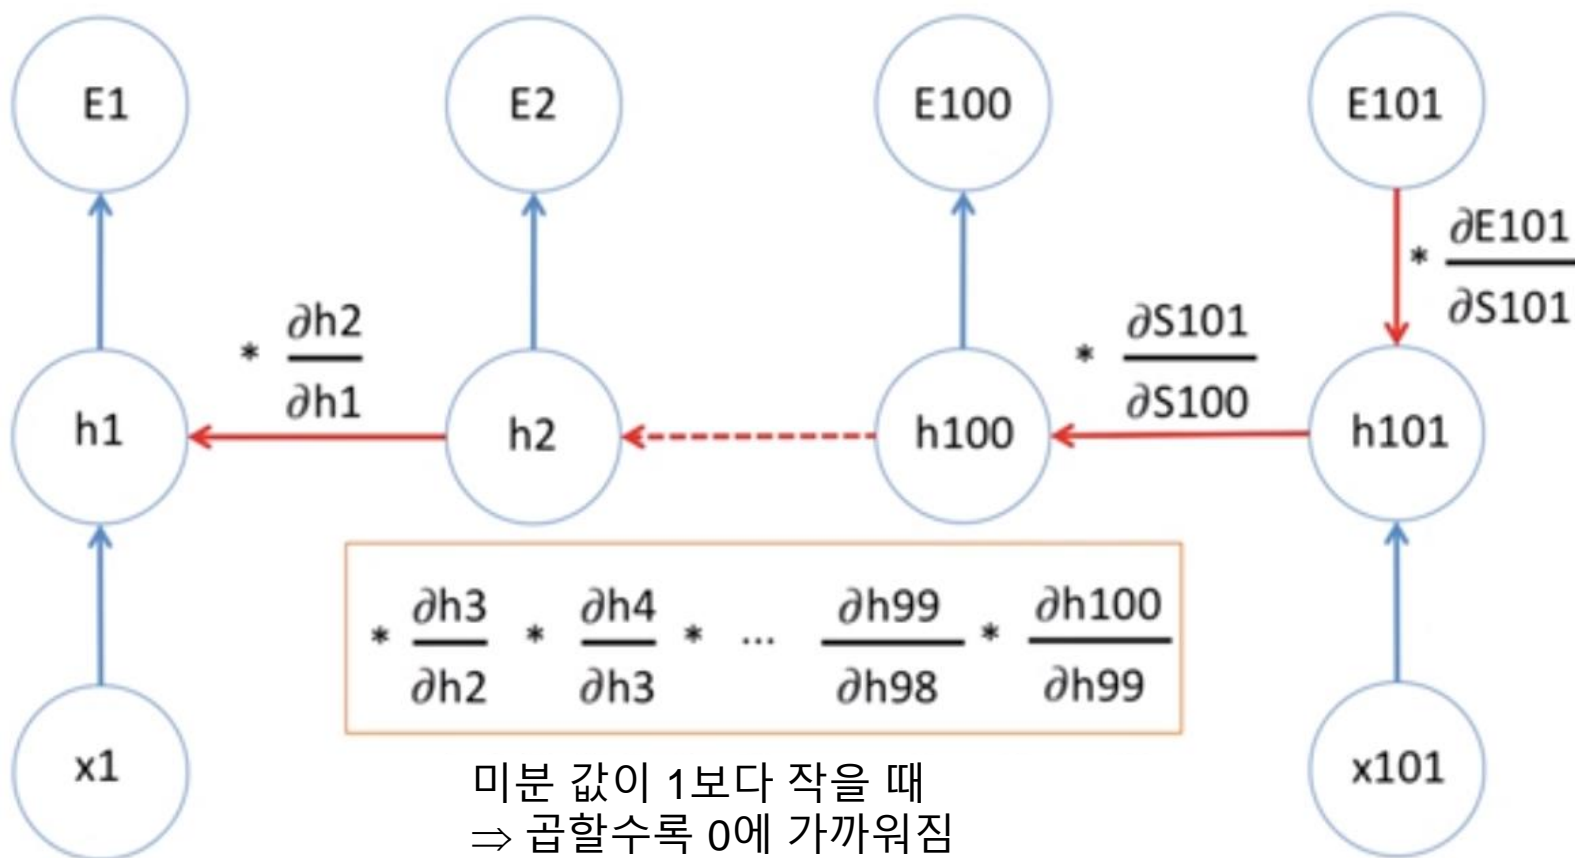 E1 E2 E100 E101
* ∂E101/∂S101
* ∂h2/∂h1 * ∂S101/∂S100
h1 h2 h100 h101
* ∂h3/∂h2 * ∂h4/∂h3 * ... ∂h99/∂h98 * ∂h100/∂h99
x1 x101
미분 값이 1보다 작을 때
⇒ 곱할수록 0에 가까워짐